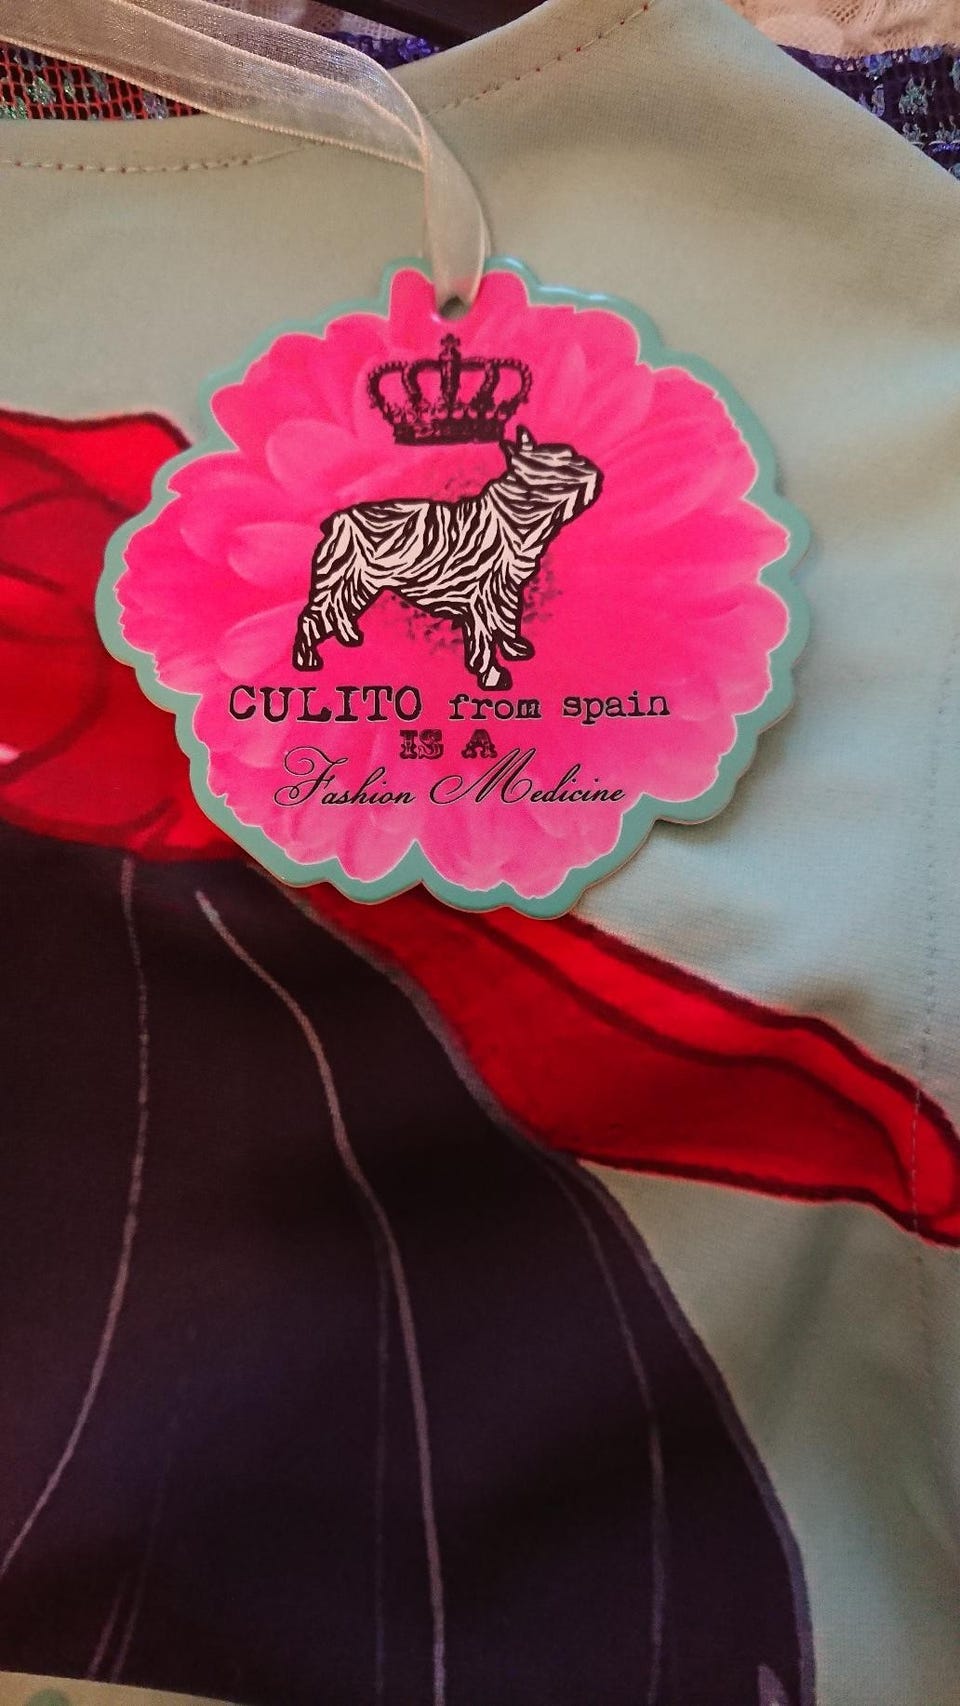 CULITO from spain
IS A
Fashion Medicine